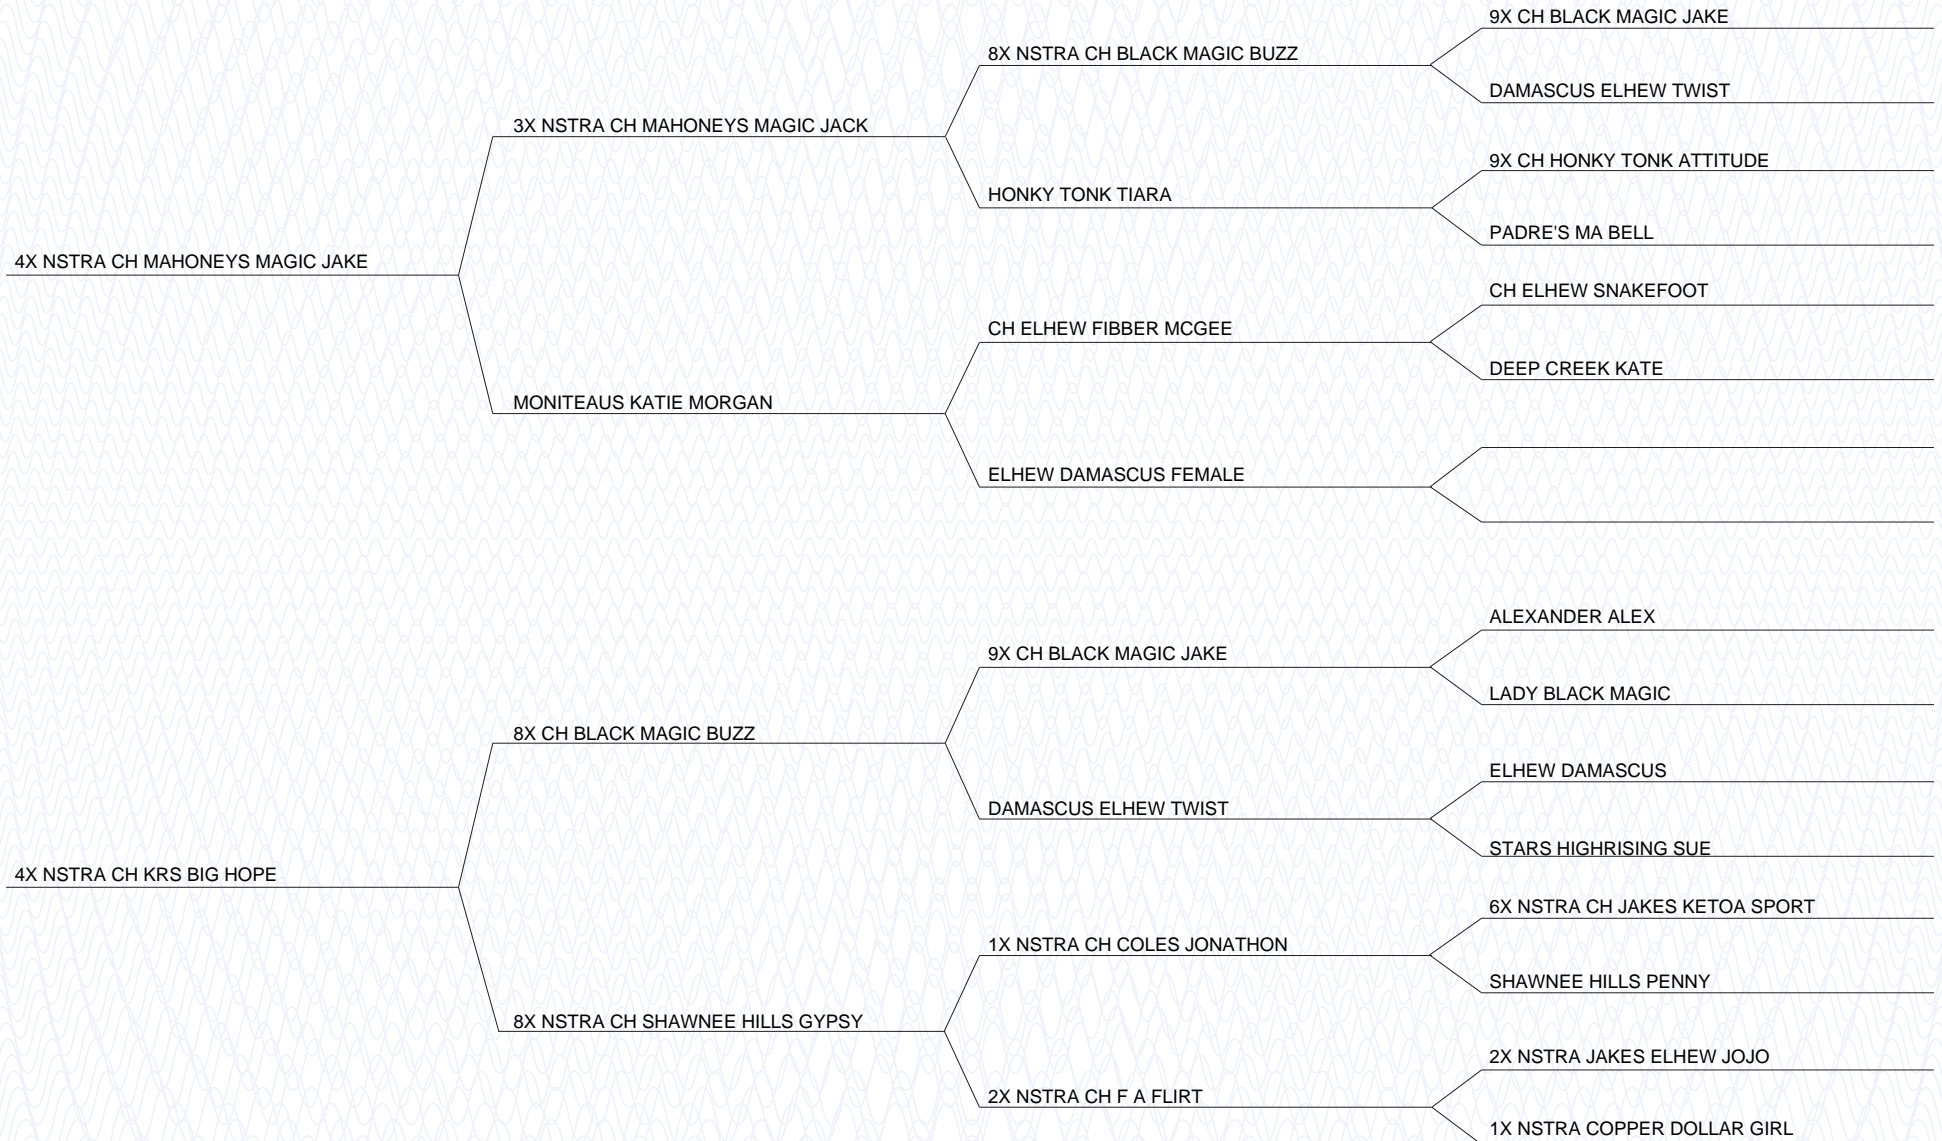 9X CH BLACK MAGIC JAKE
8X NSTRA CH BLACK MAGIC BUZZ
DAMASCUS ELHEW TWIST
3X NSTRA CH MAHONEYS MAGIC JACK
9X CH HONKY TONK ATTITUDE
HONKY TONK TIARA
PADRE'S MA BELL
4X NSTRA CH MAHONEYS MAGIC JAKE
CH ELHEW SNAKEFOOT
CH ELHEW FIBBER MCGEE
DEEP CREEK KATE
MONITEAUS KATIE MORGAN
ELHEW DAMASCUS FEMALE
ALEXANDER ALEX
9X CH BLACK MAGIC JAKE
LADY BLACK MAGIC
8X CH BLACK MAGIC BUZZ
ELHEW DAMASCUS
DAMASCUS ELHEW TWIST
STARS HIGHRISING SUE
4X NSTRA CH KRS BIG HOPE
6X NSTRA CH JAKES KETOA SPORT
1X NSTRA CH COLES JONATHON
SHAWNEE HILLS PENNY
8X NSTRA CH SHAWNEE HILLS GYPSY
2X NSTRA JAKES ELHEW JOJO
2X NSTRA CH F A FLIRT
1X NSTRA COPPER DOLLAR GIRL